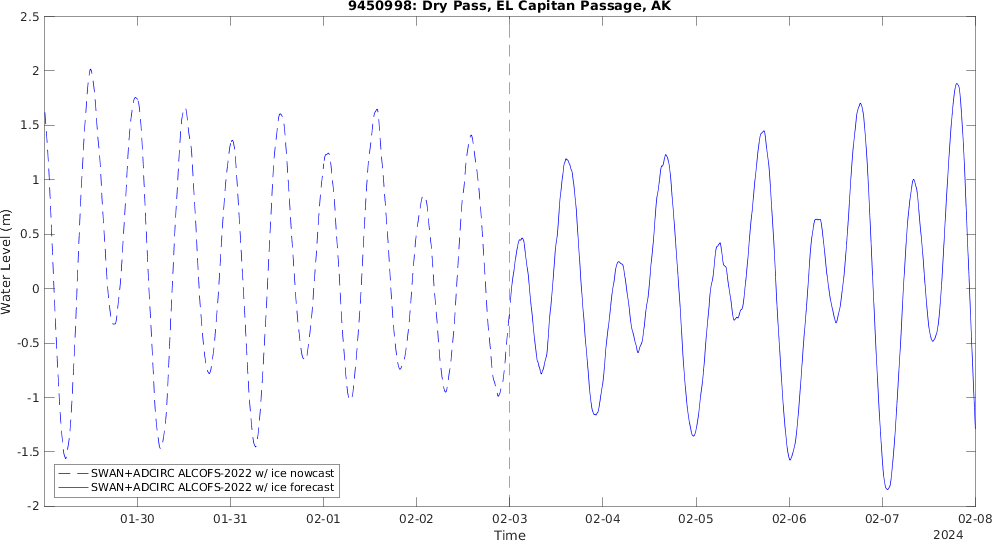 9450998: Dry Pass, EL Capitan Passage, AK
2.5
2
1.5
1
0.5
0
-0.5
-1
-1.5
-2
Water Level (m)
SWAN+ADCIRC ALCOFS-2022 w/ ice nowcast
SWAN+ADCIRC ALCOFS-2022 w/ ice forecast
01-30 01-31 02-01 02-02 02-03 02-04 02-05 02-06 02-07 02-08
Time
2024